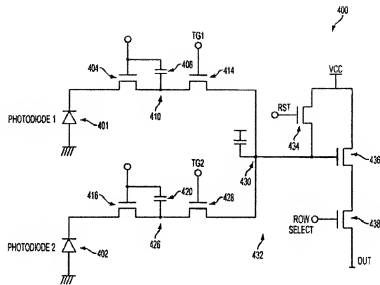 400
TG1
408
VCC
404
414
RST
410
PHOTODIODE 1
401
434
436
TG2
430
420
416
428
438
ROW
SELECT
426
PHOTODIODE 2
402
432
OUT